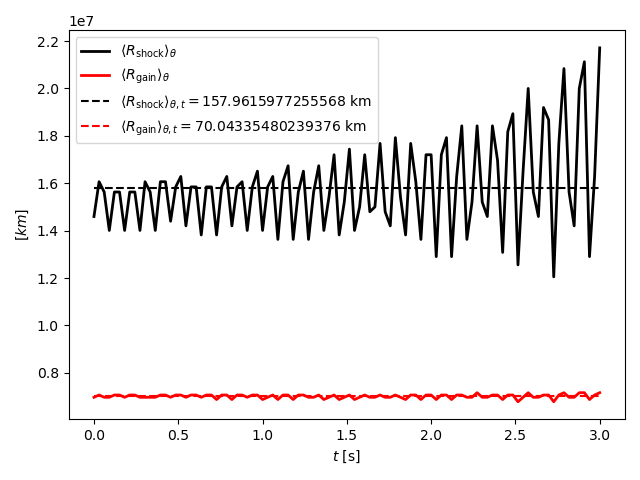 1e7
2.2
2.0
1.8
1.6
1.4
1.2
1.0
0.8
[km]
⟨R_shock⟩_θ
⟨R_gain⟩_θ
⟨R_shock⟩_θ,t = 157.9615977255568 km
⟨R_gain⟩_θ,t = 70.04335480239376 km
0.0 0.5 1.0 1.5 2.0 2.5 3.0
t [s]